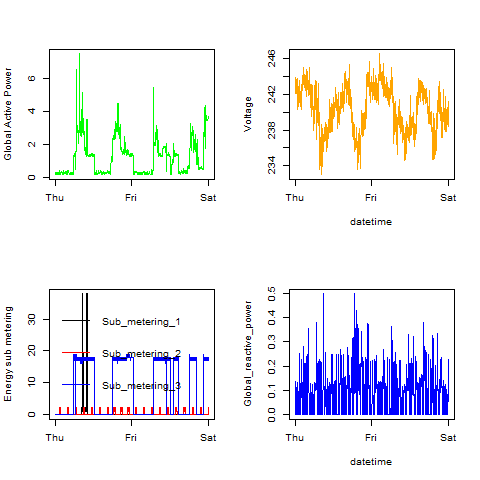 Global Active Power
0 2 4 6
Thu Fri Sat
Voltage
234 238 242 246
Thu Fri Sat
datetime
Energy sub metering
0 10 20 30
Sub_metering_1
Sub_metering_2
Sub_metering_3
Thu Fri Sat
Global_reactive_power
0.0 0.1 0.2 0.3 0.4 0.5
Thu Fri Sat
datetime